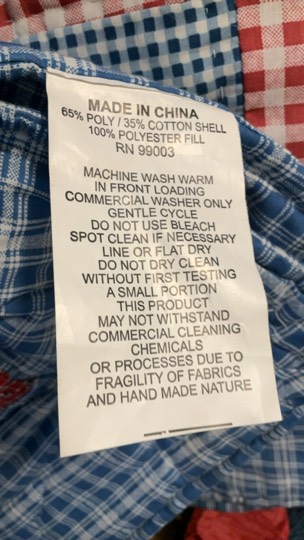 MADE IN CHINA
65% POLY / 35% COTTON SHELL
100% POLYESTER FILL
RN 99003
MACHINE WASH WARM
IN FRONT LOADING
COMMERCIAL WASHER ONLY
GENTLE CYCLE
DO NOT USE BLEACH
SPOT CLEAN IF NECESSARY
LINE OR FLAT DRY
DO NOT DRY CLEAN
WITHOUT FIRST TESTING
A SMALL PORTION
THIS PRODUCT
MAY NOT WITHSTAND
COMMERCIAL CLEANING
CHEMICALS
OR PROCESSES DUE TO
FRAGILITY OF FABRICS
AND HAND MADE NATURE